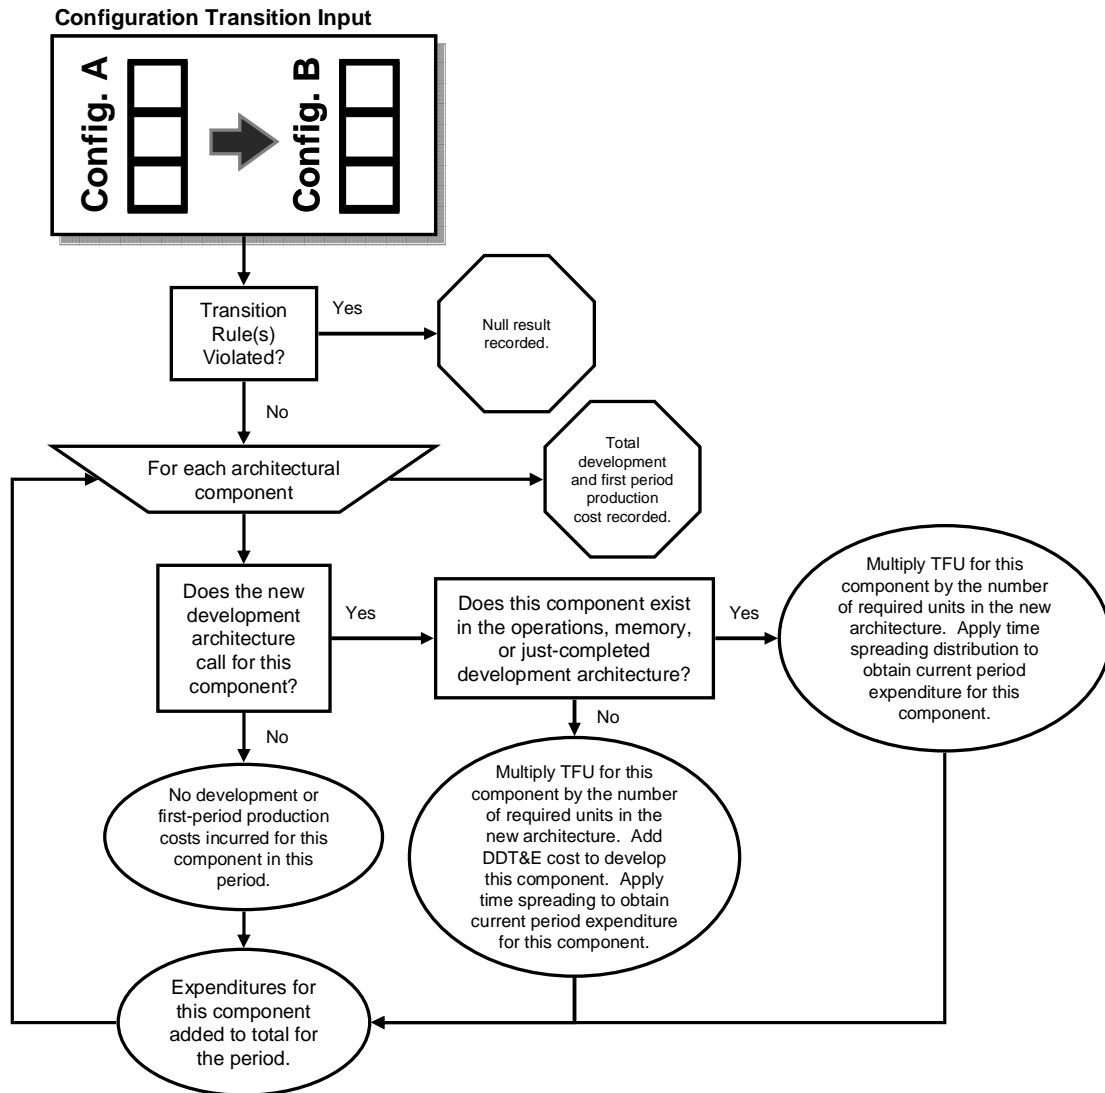 Configuration Transition Input
Config. A
Config. B
Transition
Rule(s)
Violated?
Yes
Null result
recorded.
No
For each architectural
component
Total
development
and first period
production
cost recorded.
Does the new
development
architecture
call for this
component?
Yes
Does this component exist
in the operations, memory,
or just-completed
development architecture?
Yes
Multiply TFU for this
component by the number
of required units in the new
architecture.  Apply time
spreading distribution to
obtain current period
expenditure for this
component.
No
No
No development or
first-period production
costs incurred for this
component in this
period.
Multiply TFU for this
component by the number
of required units in the
new architecture.  Add
DDT&E cost to develop
this component.  Apply
time spreading to obtain
current period expenditure
for this component.
Expenditures for
this component
added to total for
the period.